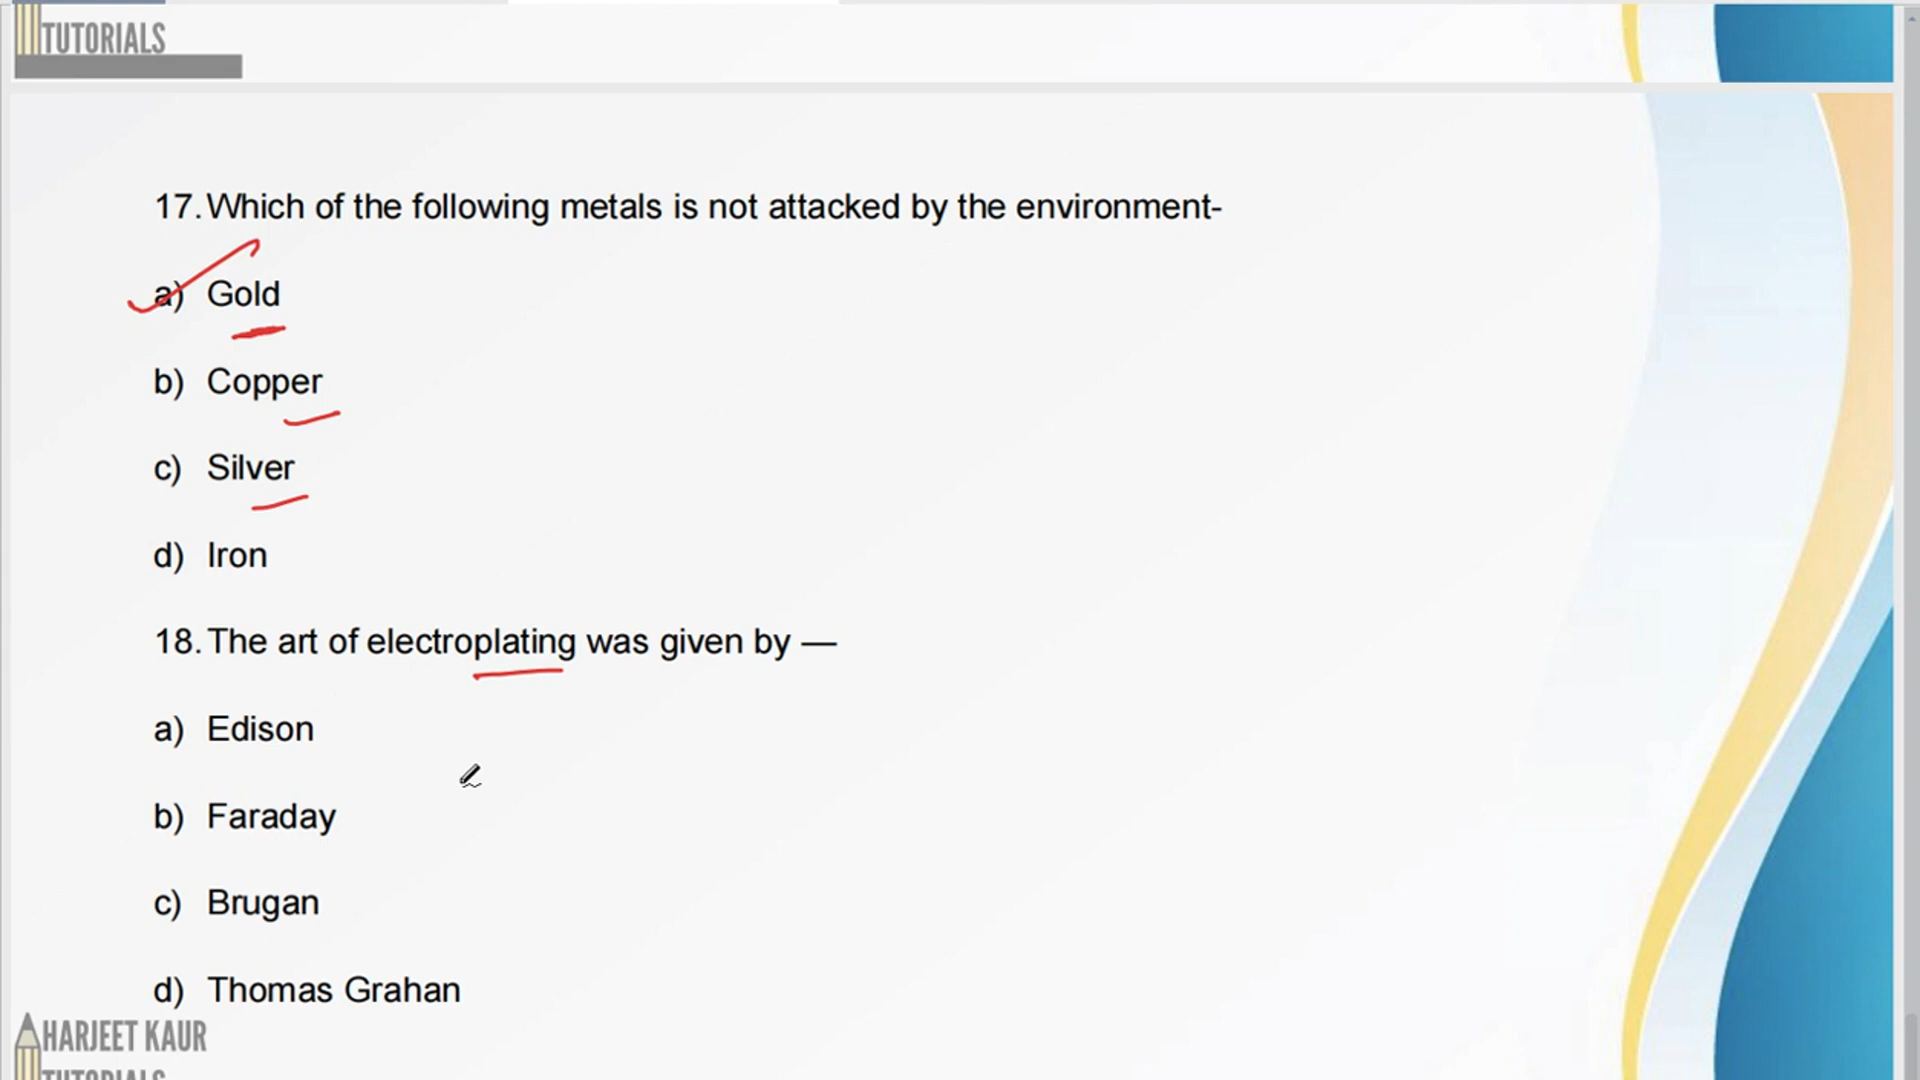 TUTORIALS
17. Which of the following metals is not attacked by the environment-
a) Gold
b) Copper
c) Silver
d) Iron
18. The art of electroplating was given by —
a) Edison
b) Faraday
c) Brugan
d) Thomas Grahan
HARJEET KAUR
TUTORIALS